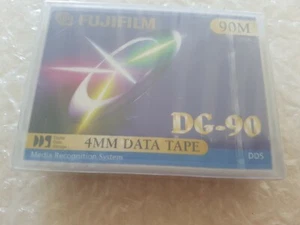 FUJIFILM
90M
DG-90
4MM DATA TAPE
Media Recognition System
DDS